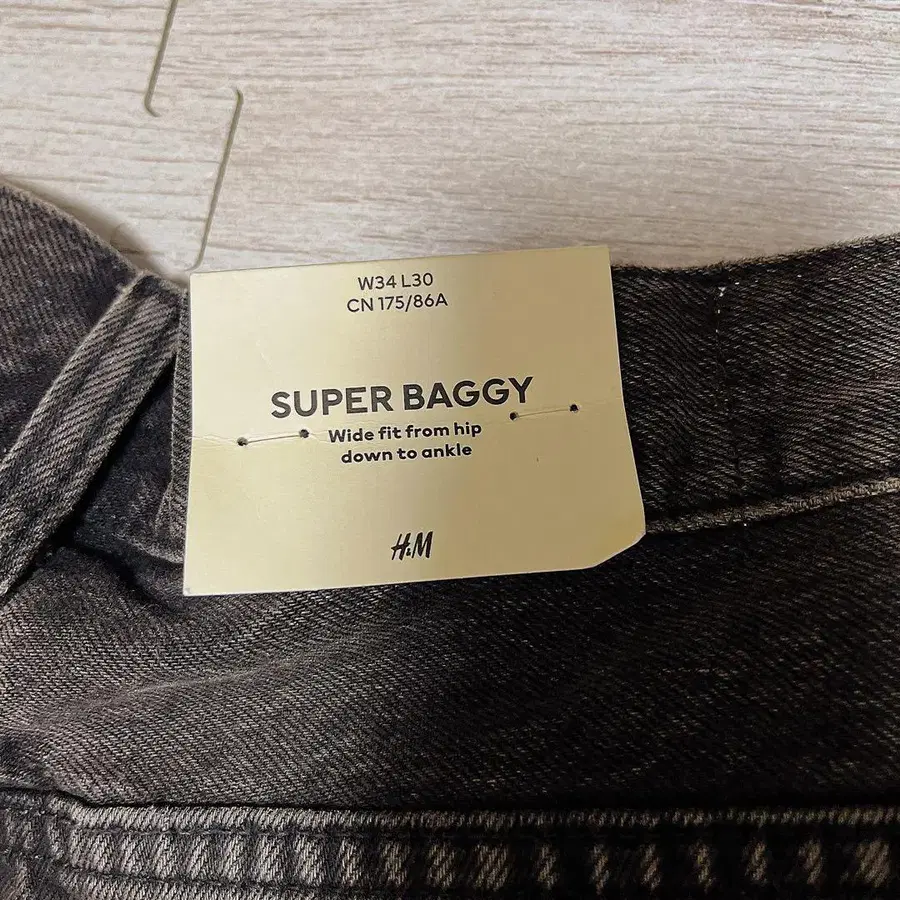 W34 L30
CN 175/86A
SUPER BAGGY
Wide fit from hip
down to ankle
H&M